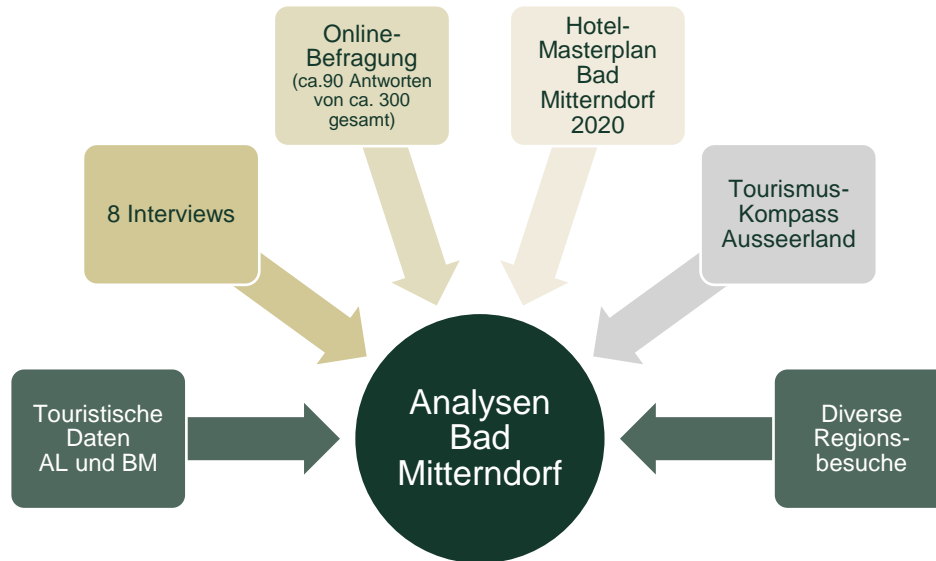 Online-
Befragung
(ca.90 Antworten
von ca. 300
gesamt)
Hotel-
Masterplan
Bad
Mitterndorf
2020
8 Interviews
Tourismus-
Kompass
Ausseerland
Touristische
Daten
AL und BM
Analysen
Bad
Mitterndorf
Diverse
Regions-
besuche